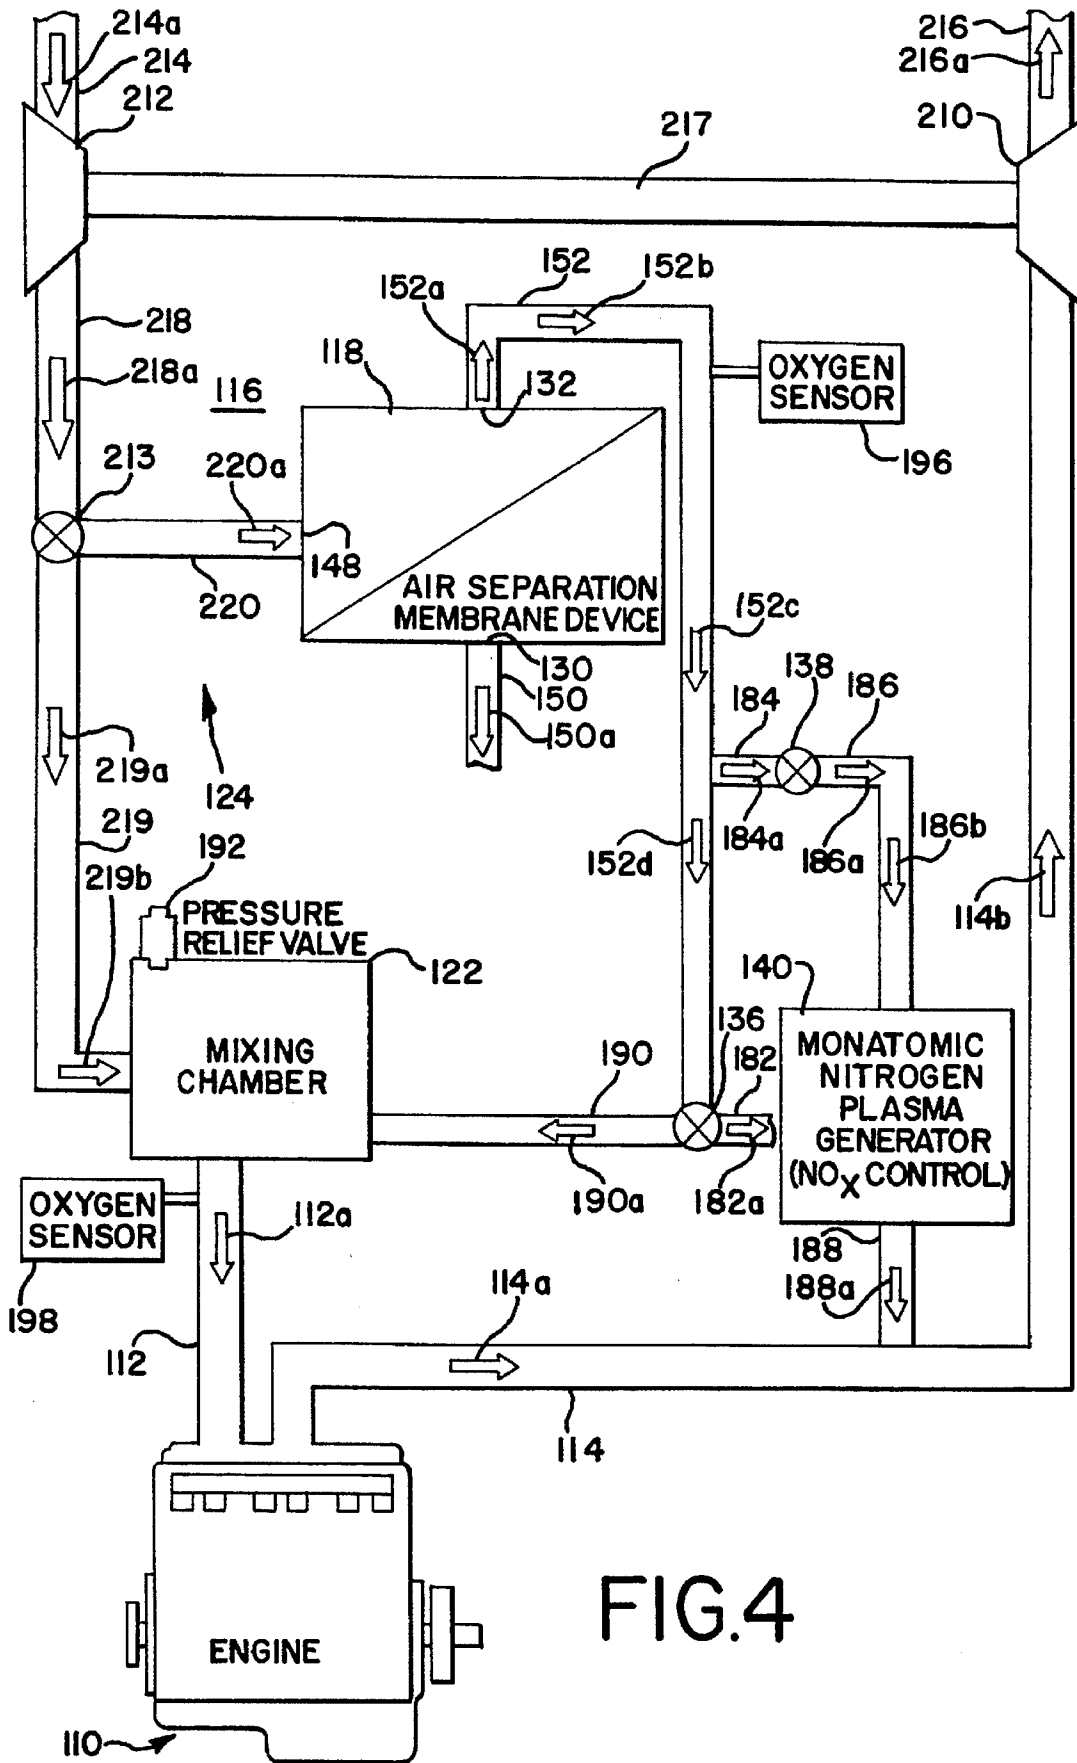 214a
214
212
216
216a
210
217
152
152b
152a
218
218a
118
116
132
OXYGEN
SENSOR
196
213
220a
148
220
AIR SEPARATION
MEMBRANE DEVICE
130
150
150a
152c
138
184
186
184a
186a
186b
152d
114b
219a
124
219
192
219b
PRESSURE
RELIEF VALVE
122
140
MIXING
CHAMBER
190
136
182
MONATOMIC
NITROGEN
PLASMA
GENERATOR
(NOX CONTROL)
190a
182a
OXYGEN
SENSOR
198
112a
188
188a
114a
112
114
ENGINE
110
FIG.4